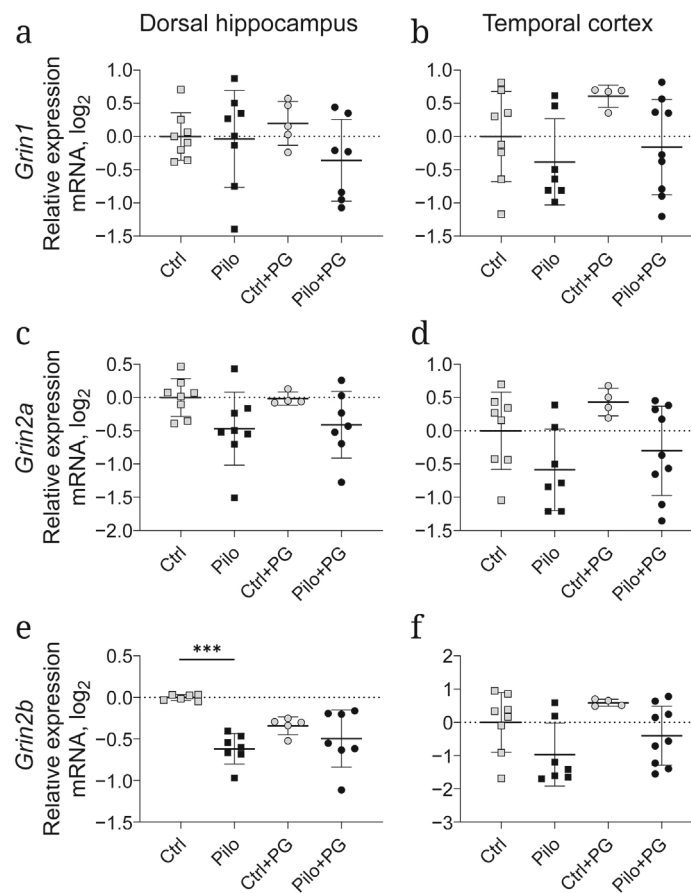 Dorsal hippocampus
Temporal cortex
a
b
Grin1
Relative expression
mRNA, log2
1.0
0.5
0.0
−0.5
−1.0
−1.5
Ctrl
Pilo
Ctrl+PG
Pilo+PG
1.0
0.5
0.0
−0.5
−1.0
−1.5
Ctrl
Pilo
Ctrl+PG
Pilo+PG
c
d
Grin2a
Relative expression
mRNA, log2
0.5
0.0
−0.5
−1.0
−1.5
−2.0
Ctrl
Pilo
Ctrl+PG
Pilo+PG
1.0
0.5
0.0
−0.5
−1.0
−1.5
Ctrl
Pilo
Ctrl+PG
Pilo+PG
e
f
Grin2b
Relative expression
mRNA, log2
0.5
0.0
−0.5
−1.0
−1.5
***
Ctrl
Pilo
Ctrl+PG
Pilo+PG
2
1
0
−1
−2
−3
Ctrl
Pilo
Ctrl+PG
Pilo+PG